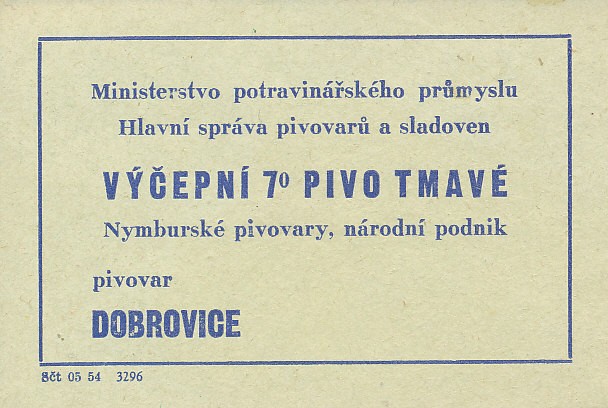 Ministerstvo potravinářského průmyslu
Hlavní správa pivovarů a sladoven
VÝČEPNÍ 7⁰ PIVO TMAVÉ
Nymburské pivovary, národní podnik
pivovar
DOBROVICE
Sčt 05 54 3296